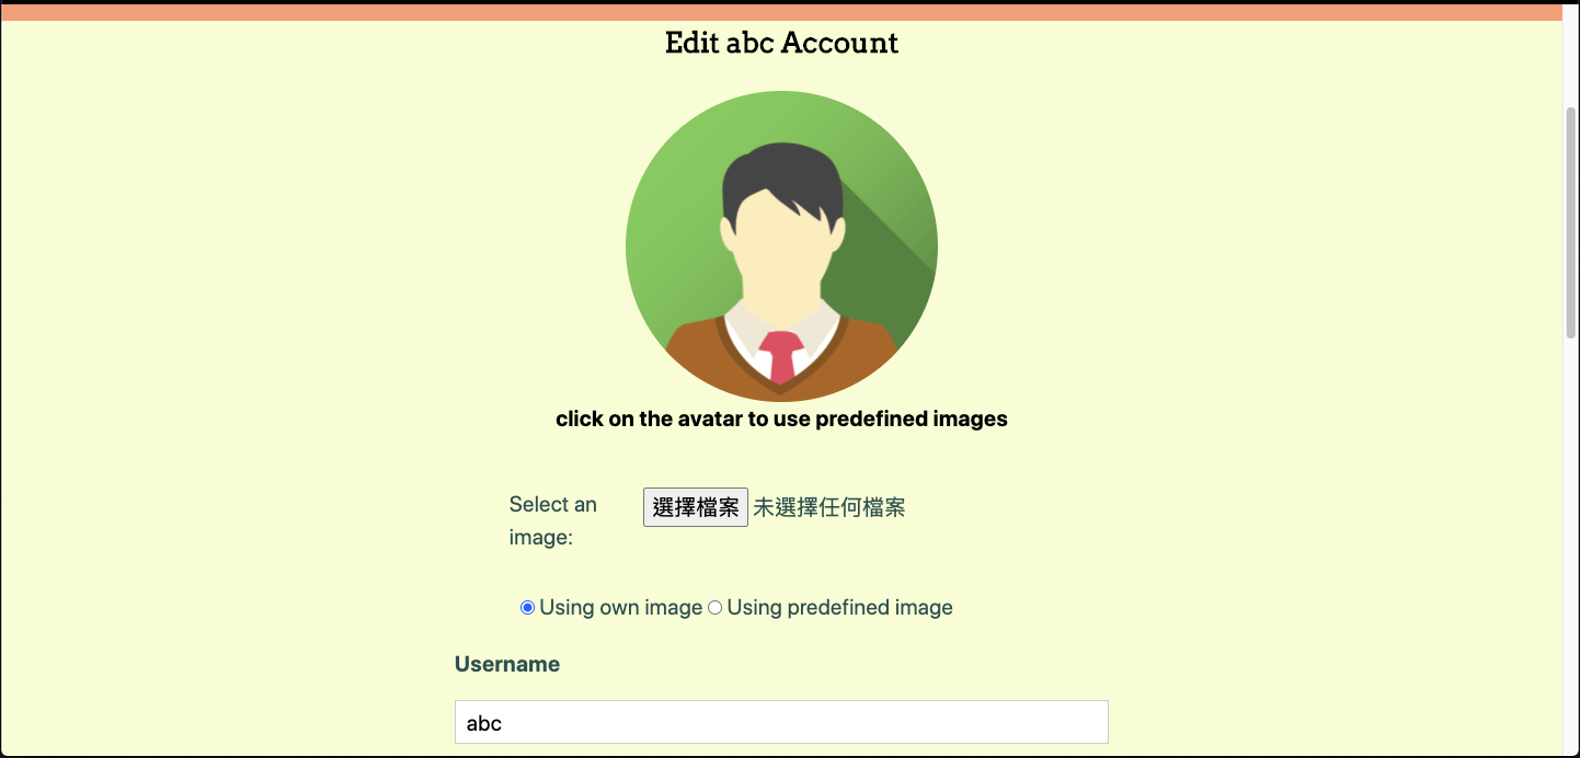 Edit abc Account
click on the avatar to use predefined images
Select an
image:
選擇檔案 未選擇任何檔案
Using own image Using predefined image
Username
abc